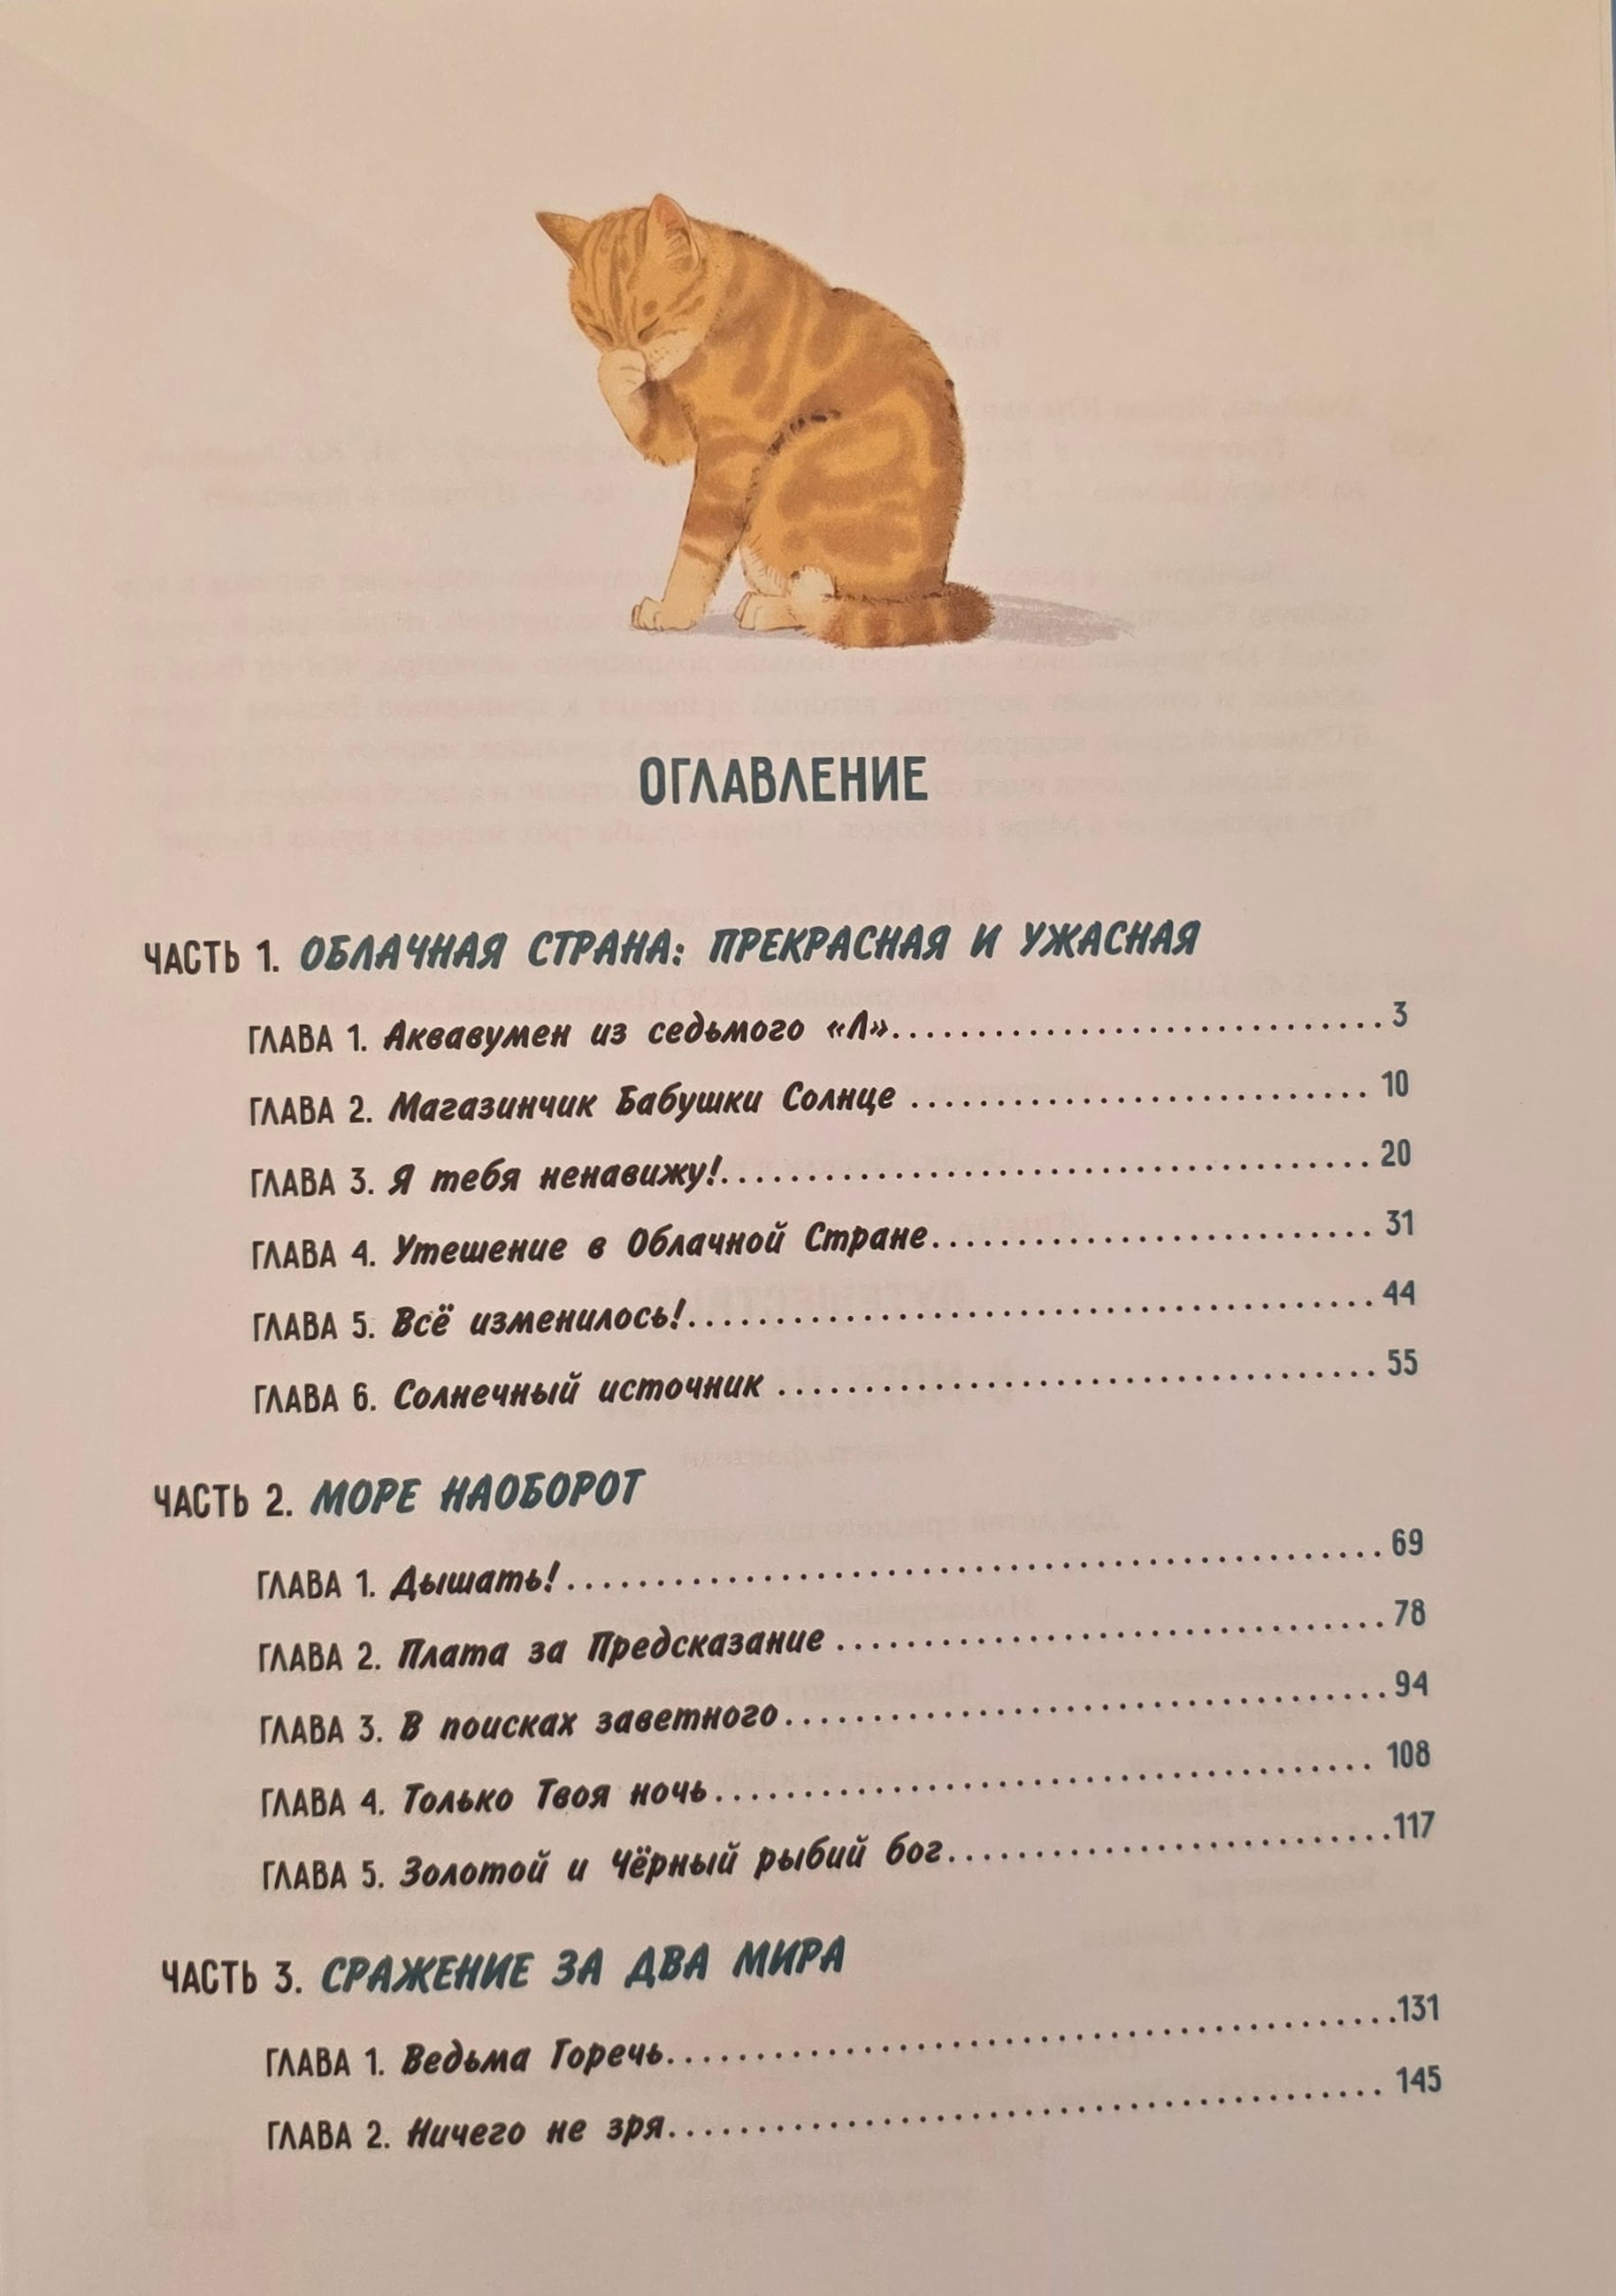 ОГЛАВЛЕНИЕ
ЧАСТЬ 1. ОБЛАЧНАЯ СТРАНА: ПРЕКРАСНАЯ И УЖАСНАЯ
ГЛАВА 1. Аквавумен из седьмого «Л»..................................3
ГЛАВА 2. Магазинчик Бабушки Солнце ................................ 10
ГЛАВА 3. Я тебя ненавижу!............................................. 20
ГЛАВА 4. Утешение в Облачной Стране............................... 31
ГЛАВА 5. Всё изменилось!................................................44
ГЛАВА 6. Солнечный источник .......................................... 55
ЧАСТЬ 2. МОРЕ НАОБОРОТ
ГЛАВА 1. Дышать!.........................................................69
ГЛАВА 2. Плата за Предсказание ...................................... 78
ГЛАВА 3. В поисках заветного..........................................94
ГЛАВА 4. Только Твоя ночь.............................................. 108
ГЛАВА 5. Золотой и Чёрный рыбий бог...............................117
ЧАСТЬ 3. СРАЖЕНИЕ ЗА ДВА МИРА
ГЛАВА 1. Ведьма Горечь...................................................131
ГЛАВА 2. Ничего не зря.................................................. 145